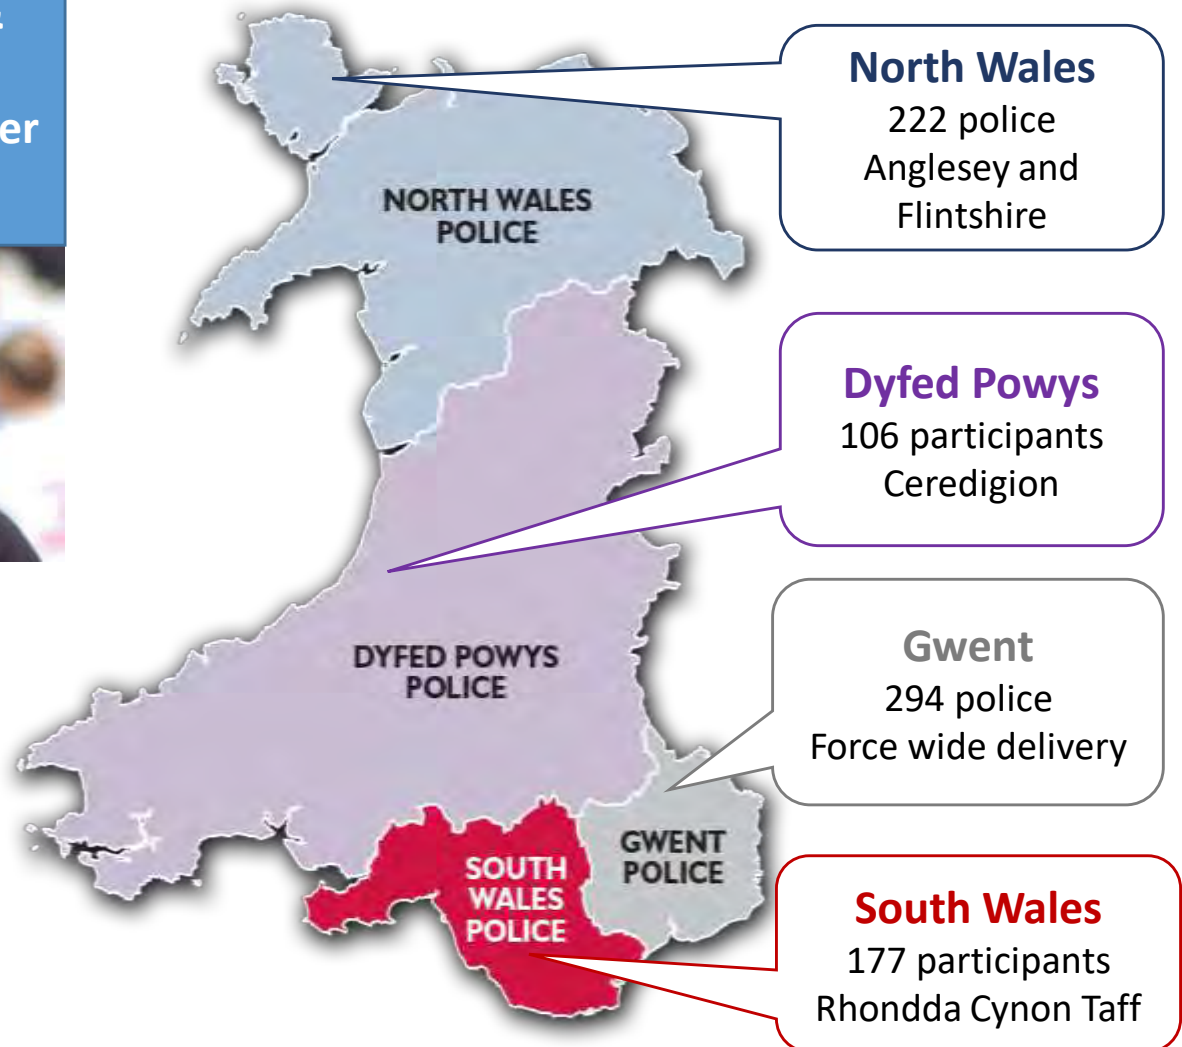 er
North Wales
222 police
Anglesey and
Flintshire
NORTH WALES
POLICE
Dyfed Powys
106 participants
Ceredigion
DYFED POWYS
POLICE
Gwent
294 police
Force wide delivery
GWENT
POLICE
SOUTH
WALES
POLICE
South Wales
177 participants
Rhondda Cynon Taff